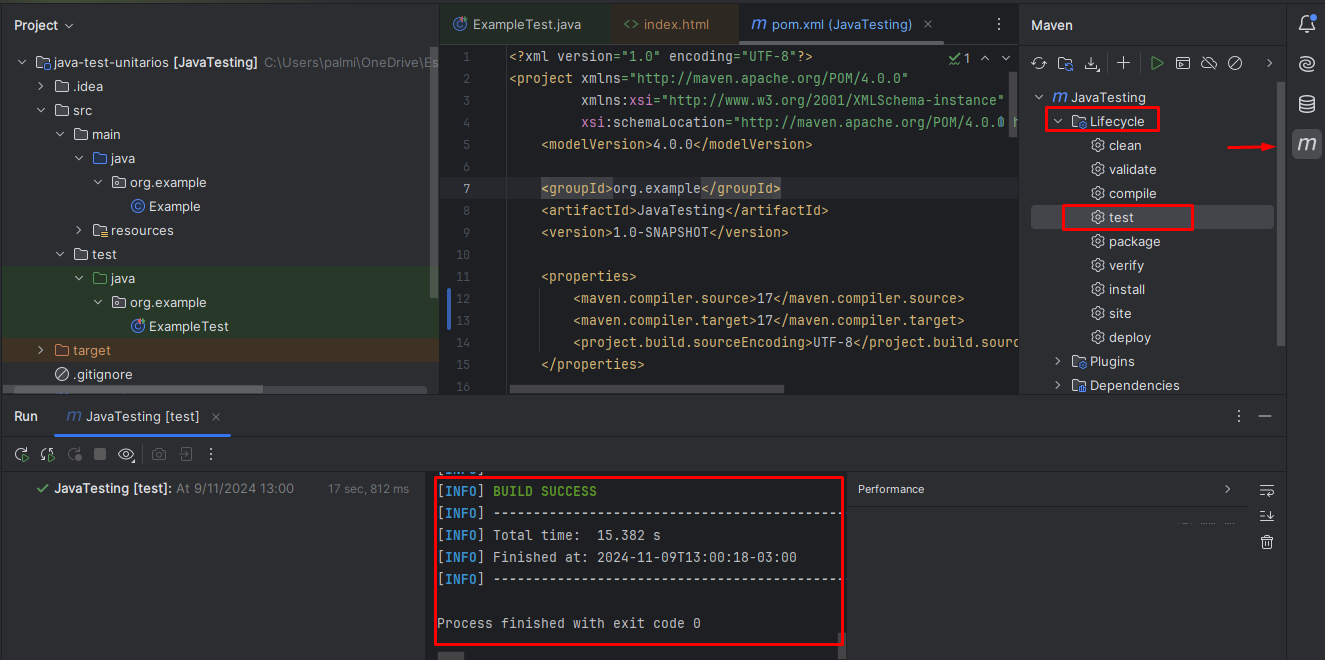 Project
java-test-unitarios [JavaTesting] C:\Users\palmi\OneDrive\Es
.idea
src
main
java
org.example
Example
resources
test
java
org.example
ExampleTest
target
.gitignore
ExampleTest.java
<> index.html
m pom.xml (JavaTesting)
1
1 <?xml version="1.0" encoding="UTF-8"?>
2 <project xmlns="http://maven.apache.org/POM/4.0.0"
3 xmlns:xsi="http://www.w3.org/2001/XMLSchema-instance"
4 xsi:schemaLocation="http://maven.apache.org/POM/4.0.0 h
5 <modelVersion>4.0.0</modelVersion>
6
7 <groupId>org.example</groupId>
8 <artifactId>JavaTesting</artifactId>
9 <version>1.0-SNAPSHOT</version>
10
11 <properties>
12 <maven.compiler.source>17</maven.compiler.source>
13 <maven.compiler.target>17</maven.compiler.target>
14 <project.build.sourceEncoding>UTF-8</project.build.sourc
15 </properties>
16
Maven
m JavaTesting
Lifecycle
clean
validate
compile
test
package
verify
install
site
deploy
Plugins
Dependencies
m
Run
m JavaTesting [test]
JavaTesting [test]: At 9/11/2024 13:00 17 sec, 812 ms
[INFO] BUILD SUCCESS
[INFO] ------------------------------------------
[INFO] Total time:  15.382 s
[INFO] Finished at: 2024-11-09T13:00:18-03:00
[INFO] ------------------------------------------
Process finished with exit code 0
Performance